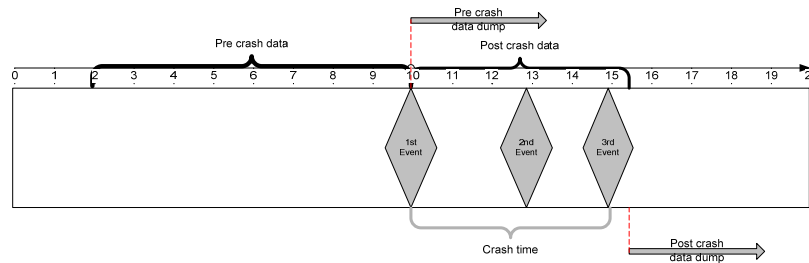 Pre crash
data dump
Pre crash data
Post crash data
0 1 2 3 4 5 6 7 8 9 10 11 12 13 14 15 16 17 18 19 2
1st
Event
2nd
Event
3rd
Event
Crash time
Post crash
data dump